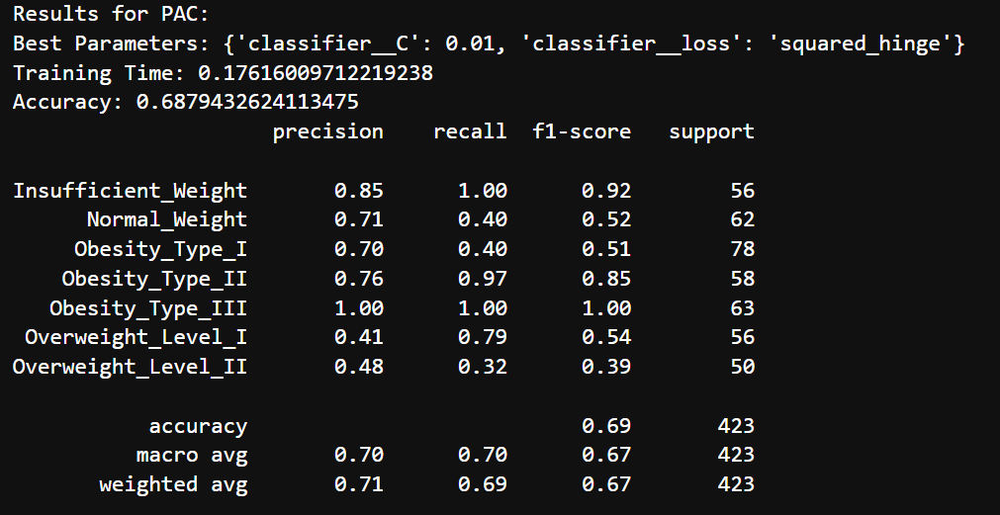 Results for PAC:
Best Parameters: {'classifier__C': 0.01, 'classifier__loss': 'squared_hinge'}
Training Time: 0.17616009712219238
Accuracy: 0.6879432624113475
precision recall f1-score support
Insufficient_Weight 0.85 1.00 0.92 56
Normal_Weight 0.71 0.40 0.52 62
Obesity_Type_I 0.70 0.40 0.51 78
Obesity_Type_II 0.76 0.97 0.85 58
Obesity_Type_III 1.00 1.00 1.00 63
Overweight_Level_I 0.41 0.79 0.54 56
Overweight_Level_II 0.48 0.32 0.39 50
accuracy 0.69 423
macro avg 0.70 0.70 0.67 423
weighted avg 0.71 0.69 0.67 423